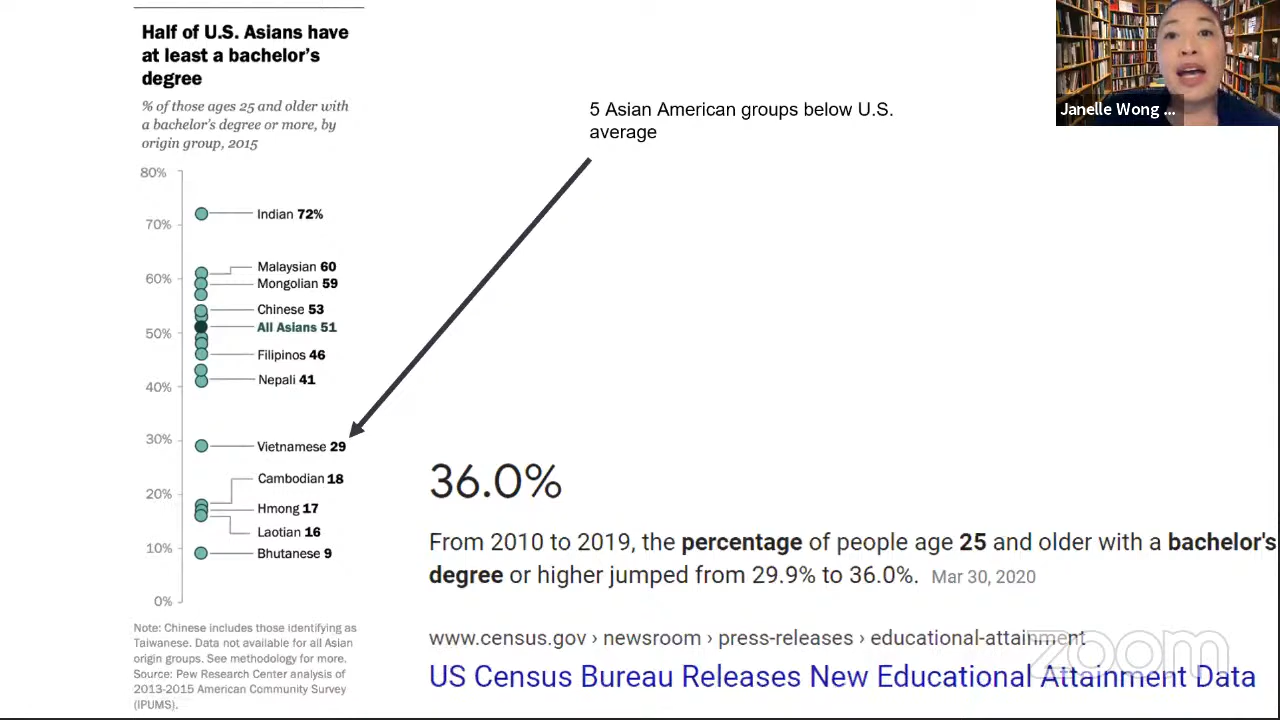 Half of U.S. Asians have
at least a bachelor's
degree
% of those ages 25 and older with
a bachelor's degree or more, by
origin group, 2015
80%
70%
60%
50%
40%
30%
20%
10%
0%
Indian 72%
Malaysian 60
Mongolian 59
Chinese 53
All Asians 51
Filipinos 46
Nepali 41
Vietnamese 29
Cambodian 18
Hmong 17
Laotian 16
Bhutanese 9
Note: Chinese includes those identifying as
Taiwanese. Data not available for all Asian
origin groups. See methodology for more.
Source: Pew Research Center analysis of
2013-2015 American Community Survey
(IPUMS).
5 Asian American groups below U.S.
average
36.0%
From 2010 to 2019, the percentage of people age 25 and older with a bachelor's
degree or higher jumped from 29.9% to 36.0%. Mar 30, 2020
www.census.gov › newsroom › press-releases › educational-attainment
US Census Bureau Releases New Educational Attainment Data
Janelle Wong ...
zoom